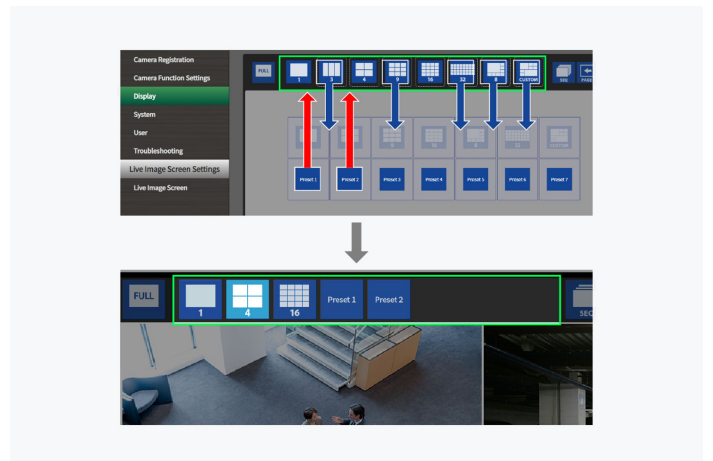 Camera Registration
Camera Function Settings
Display
System
User
Troubleshooting
Live Image Screen Settings
Live Image Screen
FULL
1
3
4
9
16
32
8
CUSTOM
SEQ
PAGE
Preset 1
Preset 2
Preset 3
Preset 4
Preset 5
Preset 6
Preset 7
FULL
1
4
16
Preset 1
Preset 2
SEQ